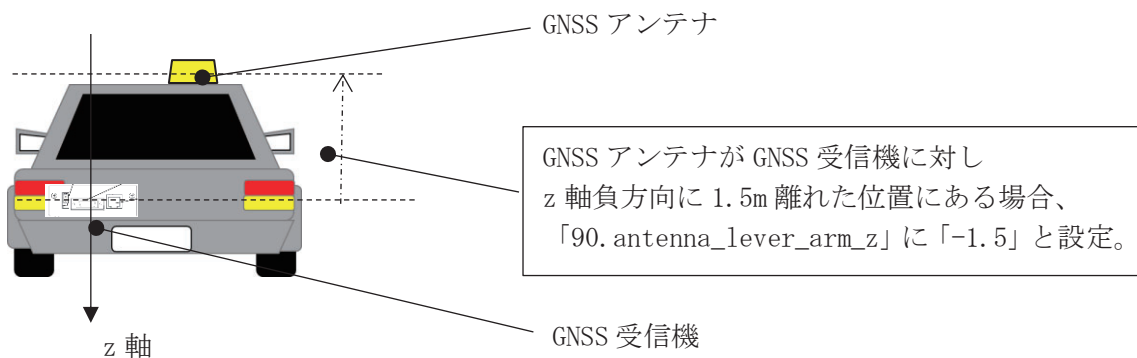 GNSS アンテナ
GNSS アンテナが GNSS 受信機に対し
z 軸負方向に 1.5m 離れた位置にある場合、
「90.antenna_lever_arm_z」に「-1.5」と設定。
GNSS 受信機
z 軸